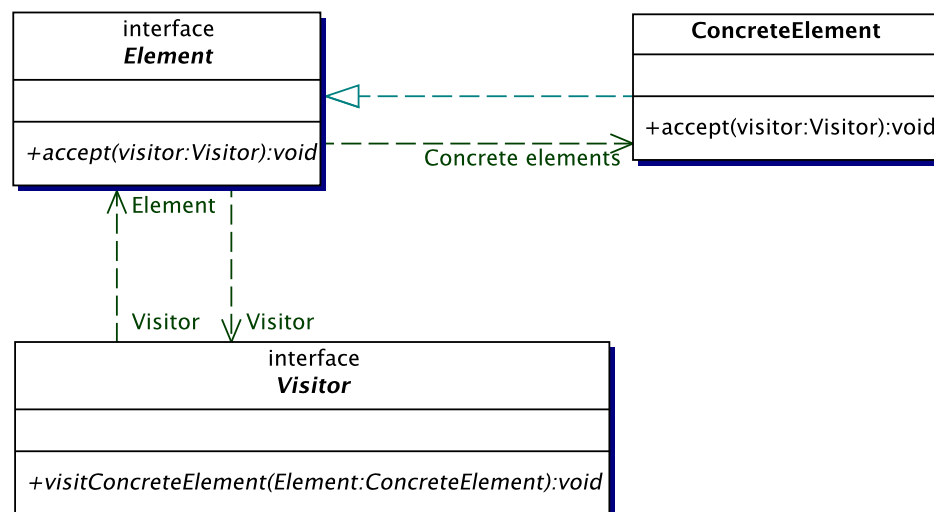 interface
Element
+accept(visitor:Visitor):void
ConcreteElement
+accept(visitor:Visitor):void
Concrete elements
Element
Visitor
Visitor
interface
Visitor
+visitConcreteElement(Element:ConcreteElement):void